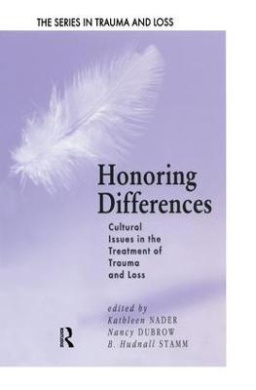 THE SERIES IN TRAUMA AND LOSS
Honoring
Differences
Cultural
Issues in the
Treatment of
Trauma
and Loss
edited by
Kathleen NADER
Nancy DUBROW
B. Hudnall STAMM
R